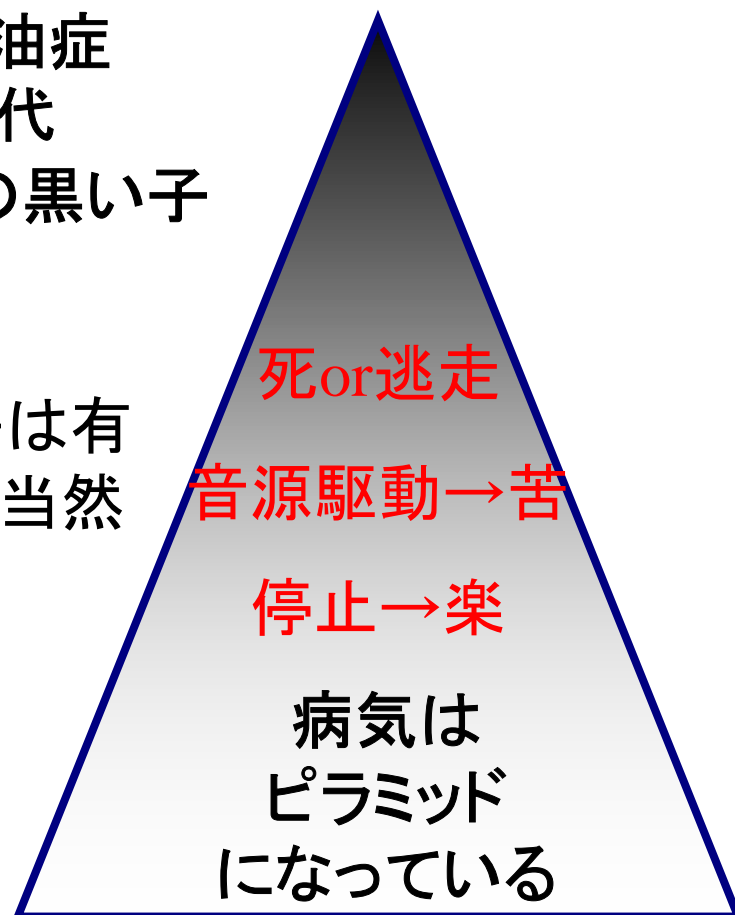 油症
代
の黒い子
死or逃走
は有
当然
音源駆動→苦
停止→楽
病気は
ピラミッド
になっている